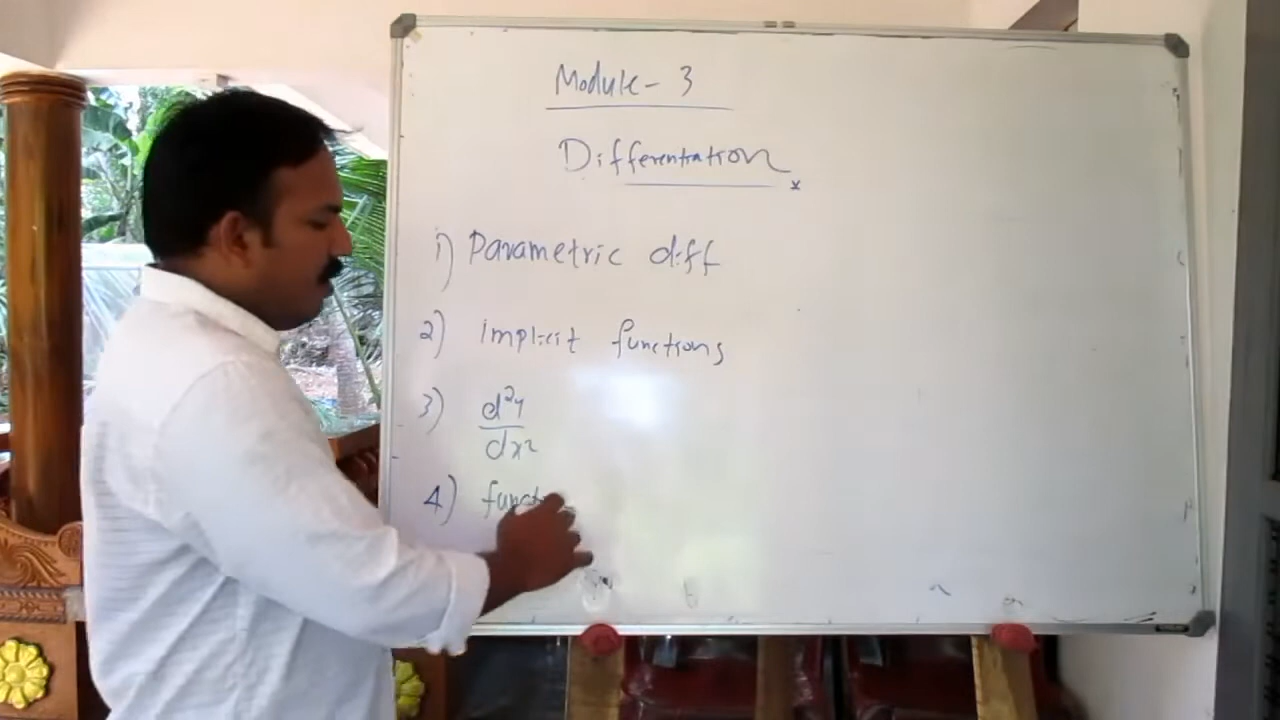 Module - 3
Differentiation
1) Parametric diff
2) implicit functions
3) d²y/dx²
4)